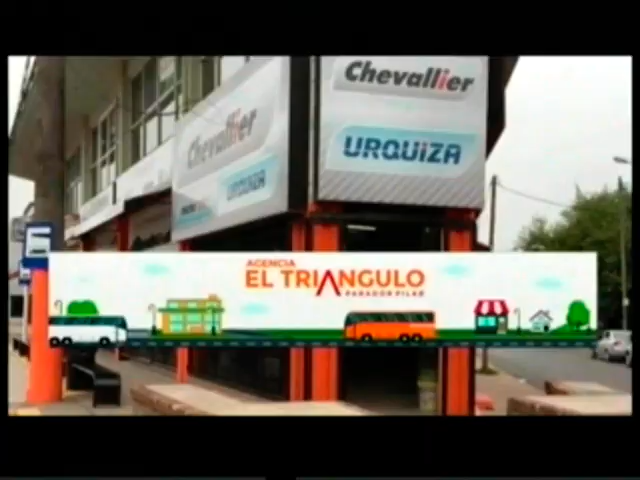 Chevallier
URQUIZA
Chevallier
URQUIZA
AGENCIA
EL TRIANGULO
PARADOR PILAR